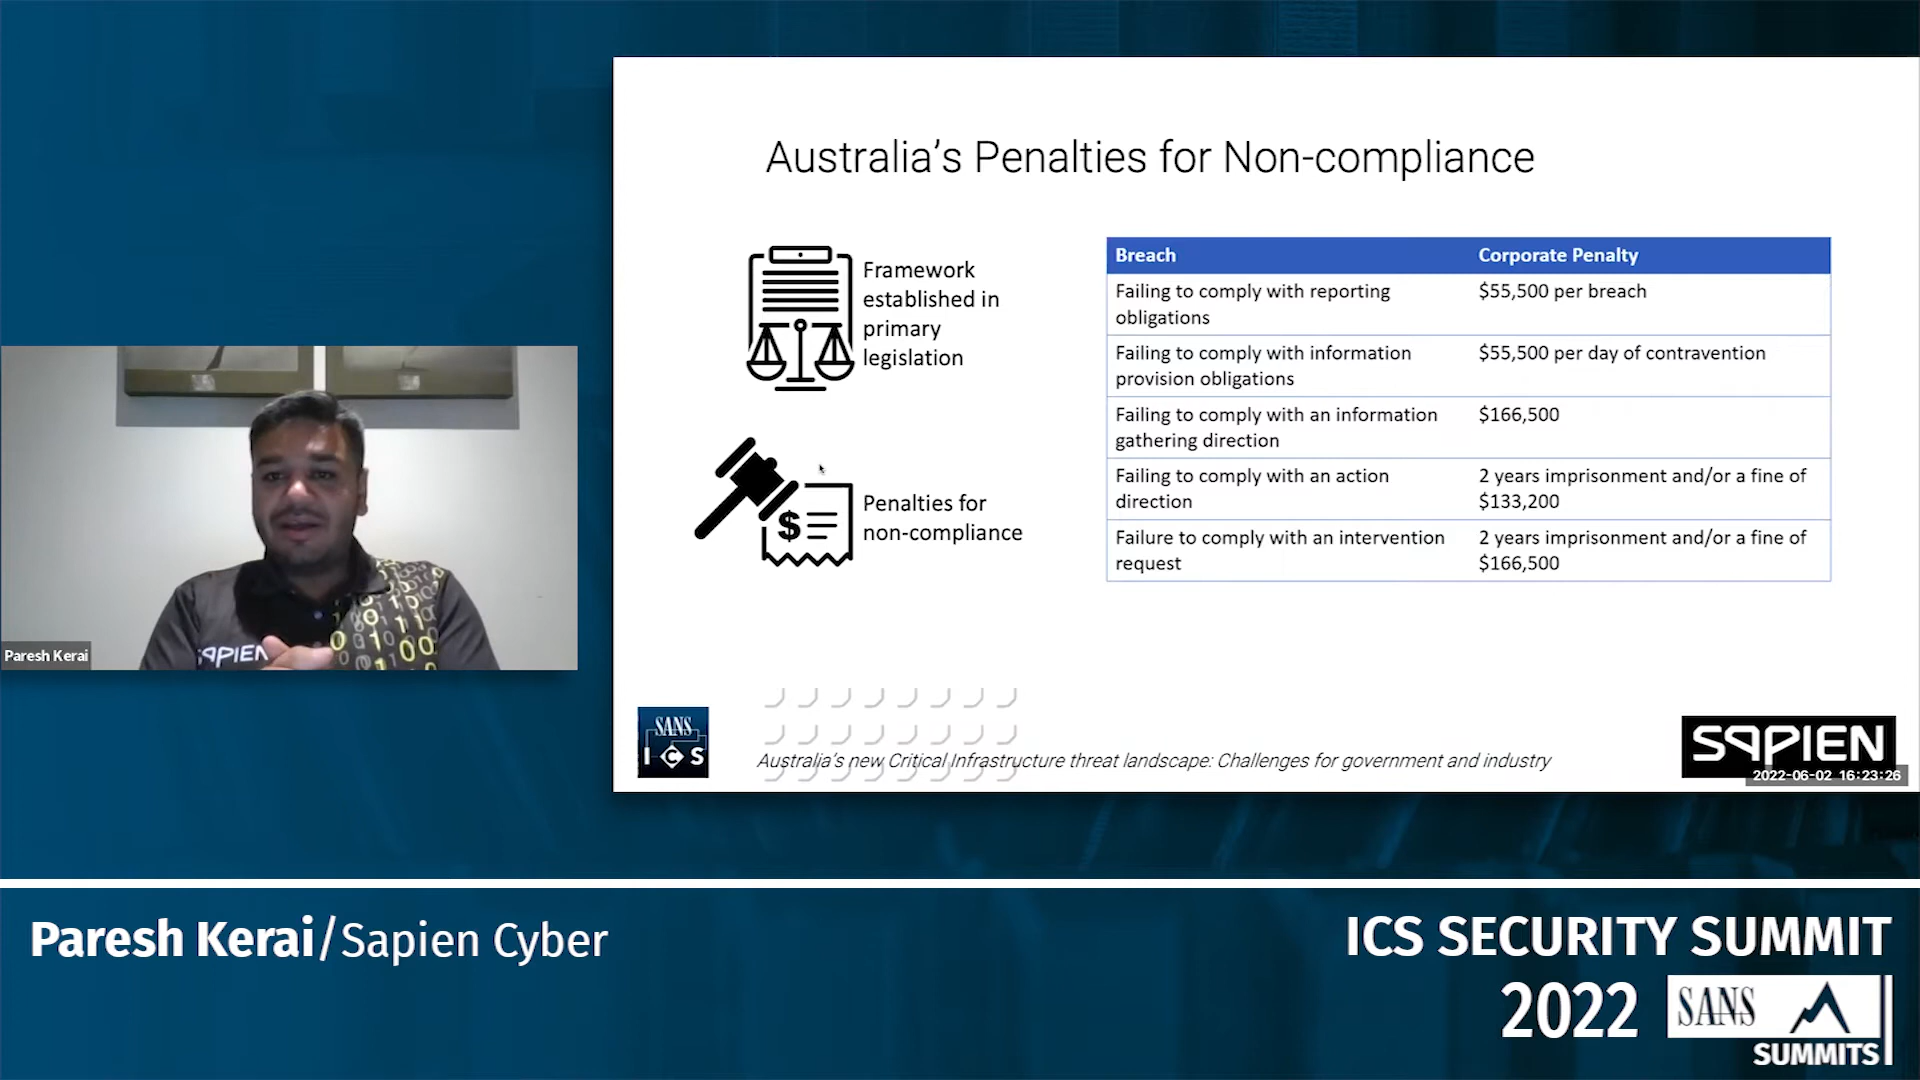 Australia's Penalties for Non-compliance
Framework
established in
primary
legislation
Penalties for
non-compliance
$
Breach Corporate Penalty
Failing to comply with reporting
obligations
$55,500 per breach
Failing to comply with information
provision obligations
$55,500 per day of contravention
Failing to comply with an information
gathering direction
$166,500
Failing to comply with an action
direction
2 years imprisonment and/or a fine of
$133,200
Failure to comply with an intervention
request
2 years imprisonment and/or a fine of
$166,500
SANS
ICS
Australia's new Critical Infrastructure threat landscape: Challenges for government and industry
SAPIEN
2022-06-02 16:23:26
SAPIEN
Paresh Kerai
Paresh Kerai/Sapien Cyber
ICS SECURITY SUMMIT
2022
SANS
SUMMITS